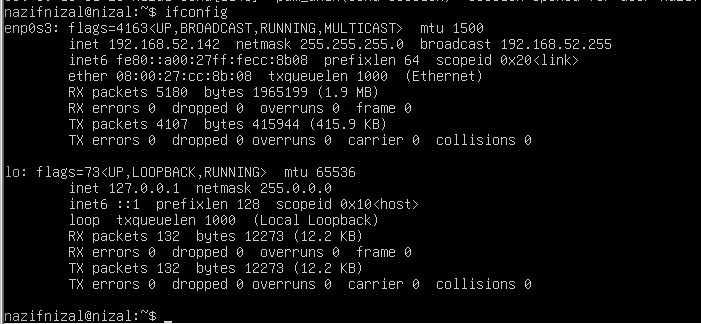 nazifnizal@nizal:~$ ifconfig
enp0s3: flags=4163<UP,BROADCAST,RUNNING,MULTICAST>  mtu 1500
        inet 192.168.52.142  netmask 255.255.255.0  broadcast 192.168.52.255
        inet6 fe80::a00:27ff:fecc:8b08  prefixlen 64  scopeid 0x20<link>
        ether 08:00:27:cc:8b:08  txqueuelen 1000  (Ethernet)
        RX packets 5180  bytes 1965199 (1.9 MB)
        RX errors 0  dropped 0  overruns 0  frame 0
        TX packets 4107  bytes 415944 (415.9 KB)
        TX errors 0  dropped 0 overruns 0  carrier 0  collisions 0

lo: flags=73<UP,LOOPBACK,RUNNING>  mtu 65536
        inet 127.0.0.1  netmask 255.0.0.0
        inet6 ::1  prefixlen 128  scopeid 0x10<host>
        loop  txqueuelen 1000  (Local Loopback)
        RX packets 132  bytes 12273 (12.2 KB)
        RX errors 0  dropped 0  overruns 0  frame 0
        TX packets 132  bytes 12273 (12.2 KB)
        TX errors 0  dropped 0 overruns 0  carrier 0  collisions 0

nazifnizal@nizal:~$ _